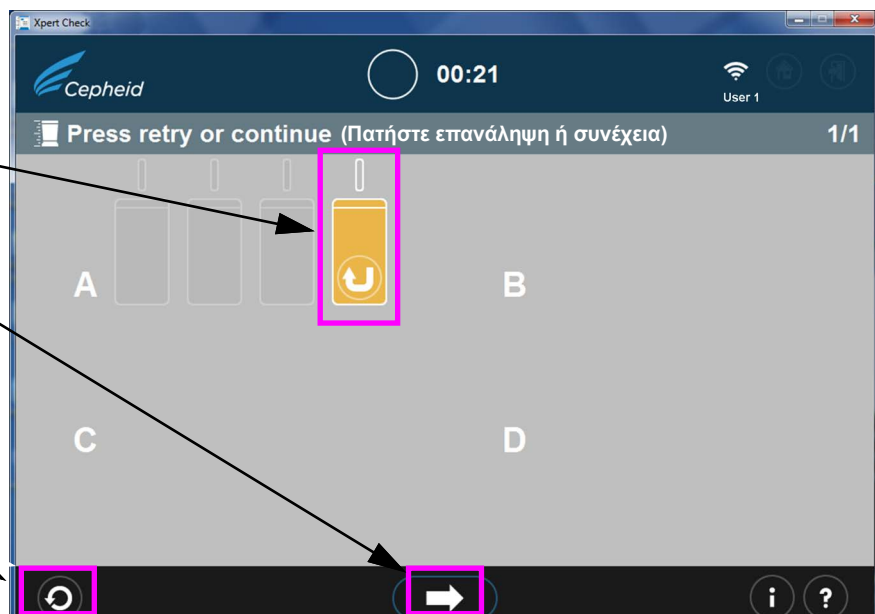 Xpert Check
Cepheid
00:21
User 1
Press retry or continue (Πατήστε επανάληψη ή συνέχεια)
1/1
A
B
C
D
i
?